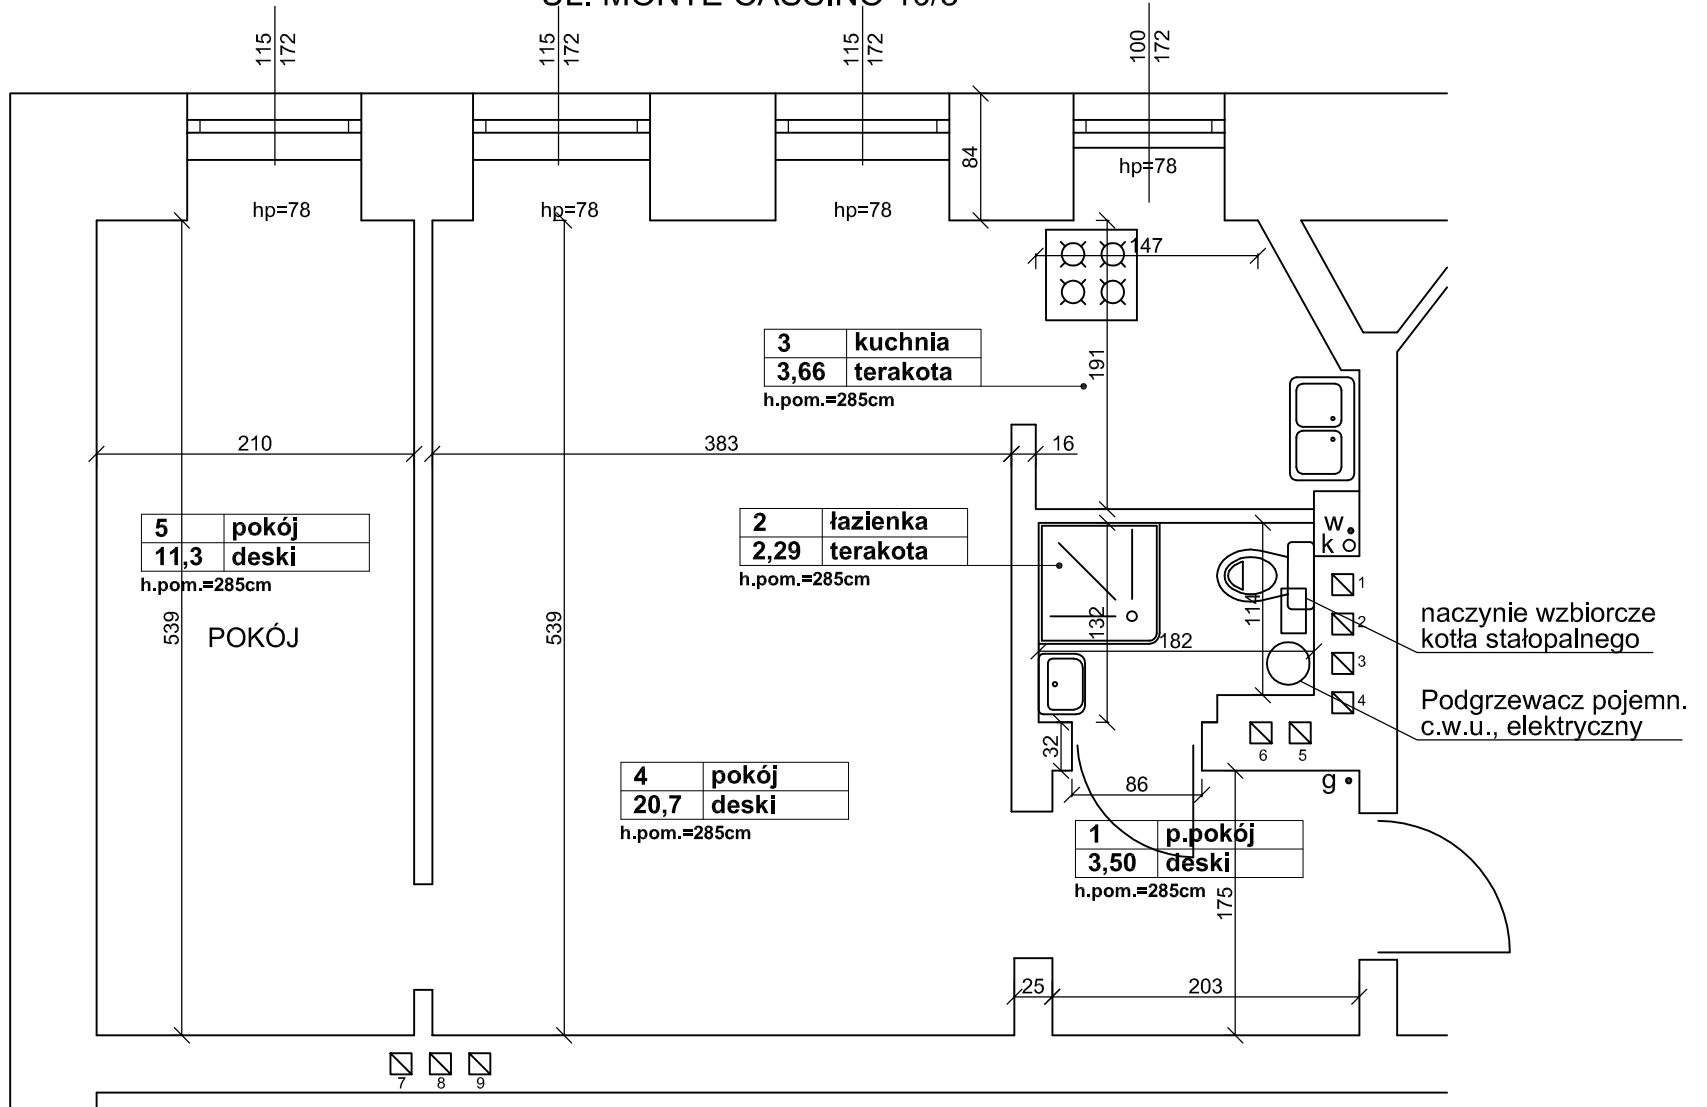 UL. MONTE CASSINO
115
172
115
172
115
172
100
172
84
hp=78
hp=78
hp=78
hp=78
147
3 kuchnia
3,66 terakota
h.pom.=285cm
191
210
383
16
2 łazienka
2,29 terakota
h.pom.=285cm
w
k
5 pokój
11,3 deski
h.pom.=285cm
539
POKÓJ
539
132
114
182
1
2
3
4
naczynie wzbiorcze
kotła stałopalnego
Podgrzewacz pojemn.
c.w.u., elektryczny
32
6
5
g
86
4 pokój
20,7 deski
h.pom.=285cm
1 p.pokój
3,50 deski
h.pom.=285cm
175
25
203
7
8
9